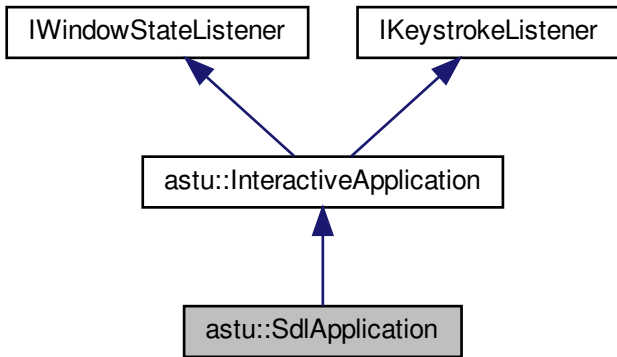 IWindowStateListener
IKeystrokeListener
astu::InteractiveApplication
astu::SdlApplication